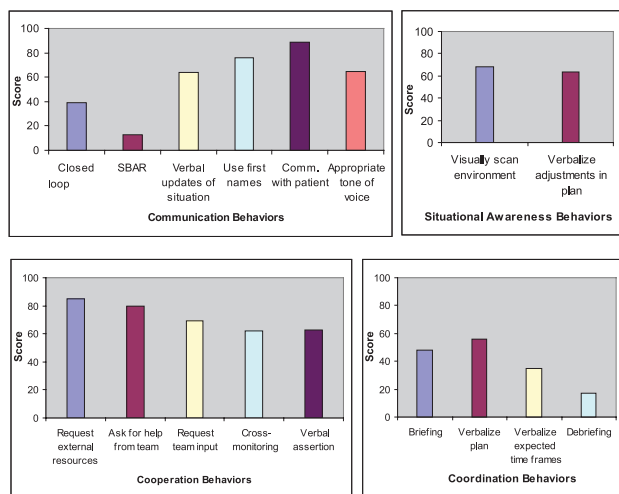 100
80
60
40
20
0
Score
Closed loop
SBAR
Verbal updates of situation
Use first names
Comm. with patient
Appropriate tone of voice
Communication Behaviors
100
80
60
40
20
0
Score
Visually scan environment
Verbalize adjustments in plan
Situational Awareness Behaviors
100
80
60
40
20
0
Score
Request external resources
Ask for help from team
Request team input
Cross-monitoring
Verbal assertion
Cooperation Behaviors
100
80
60
40
20
0
Score
Briefing
Verbalize plan
Verbalize expected time frames
Debriefing
Coordination Behaviors